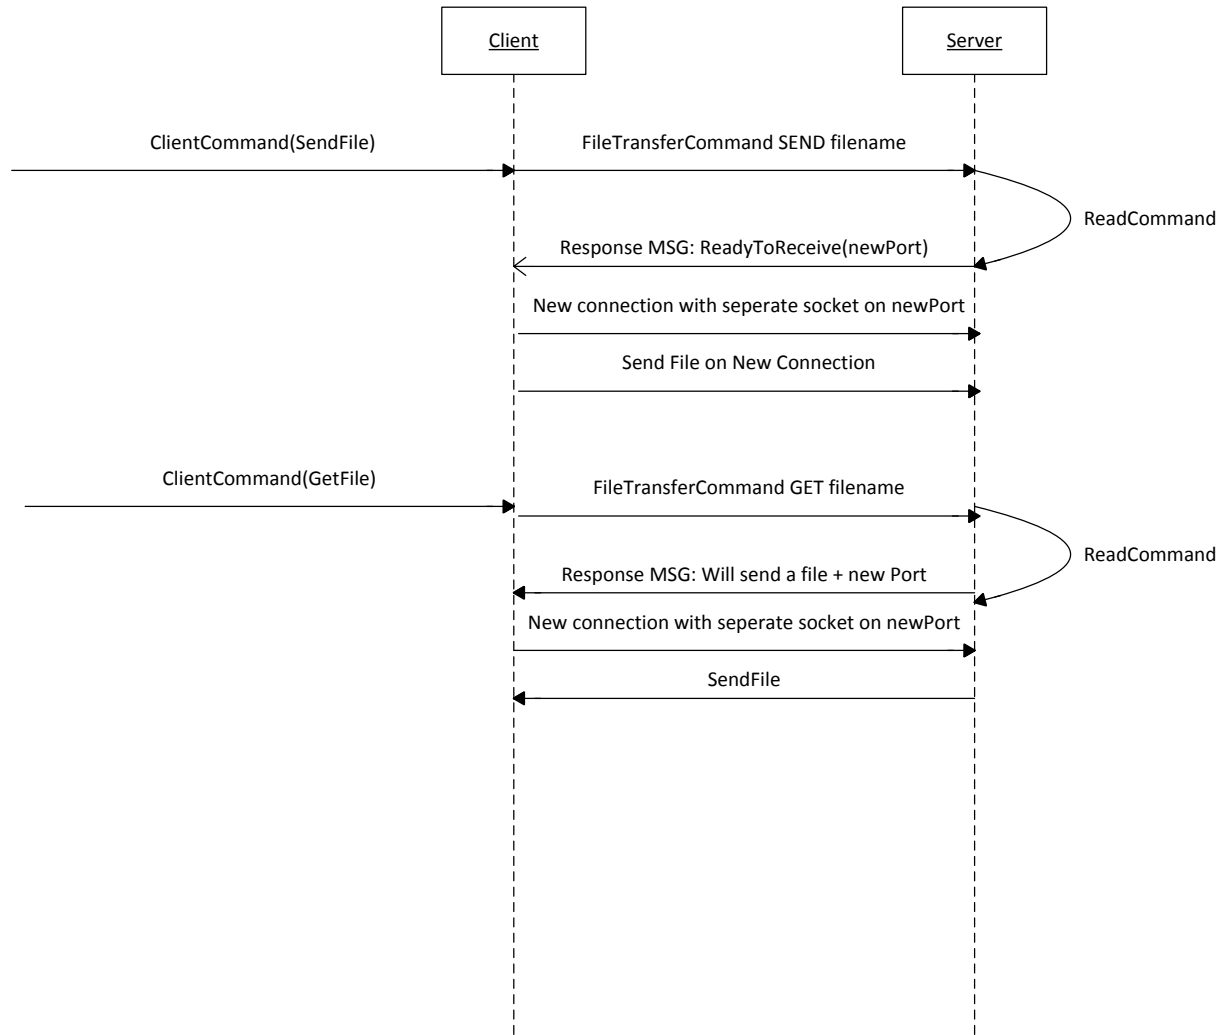 Client
Server
ClientCommand(SendFile)
FileTransferCommand SEND filename
ReadCommand
Response MSG: ReadyToReceive(newPort)
New connection with seperate socket on newPort
Send File on New Connection
ClientCommand(GetFile)
FileTransferCommand GET filename
ReadCommand
Response MSG: Will send a file + new Port
New connection with seperate socket on newPort
SendFile